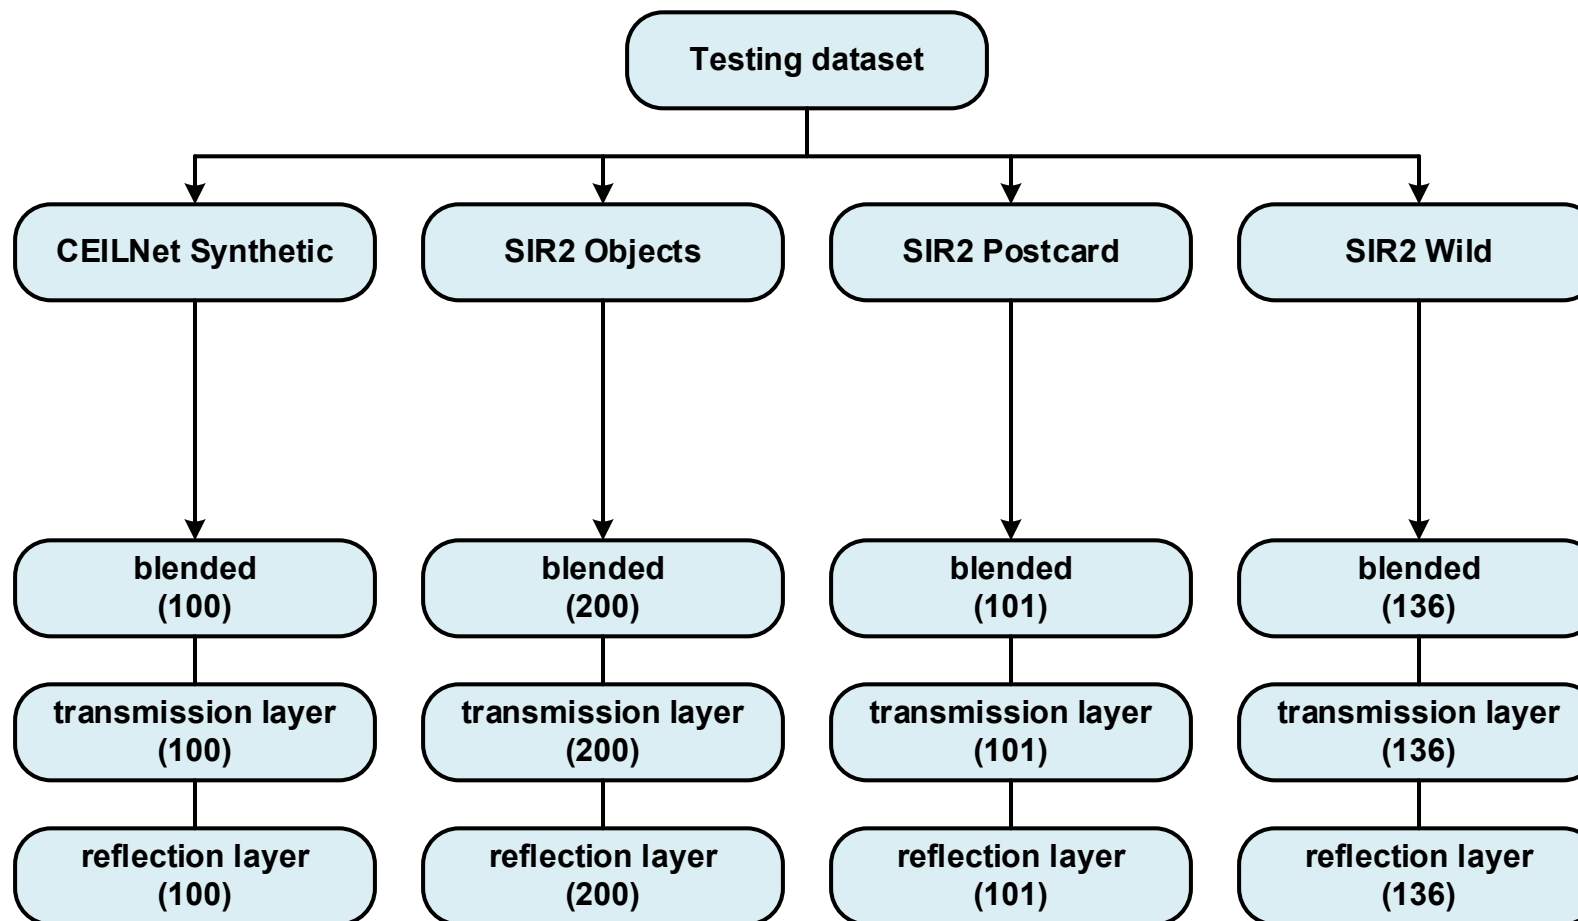 Testing dataset
CEILNet Synthetic
SIR2 Objects
SIR2 Postcard
SIR2 Wild
blended
(100)
blended
(200)
blended
(101)
blended
(136)
transmission layer
(100)
transmission layer
(200)
transmission layer
(101)
transmission layer
(136)
reflection layer
(100)
reflection layer
(200)
reflection layer
(101)
reflection layer
(136)